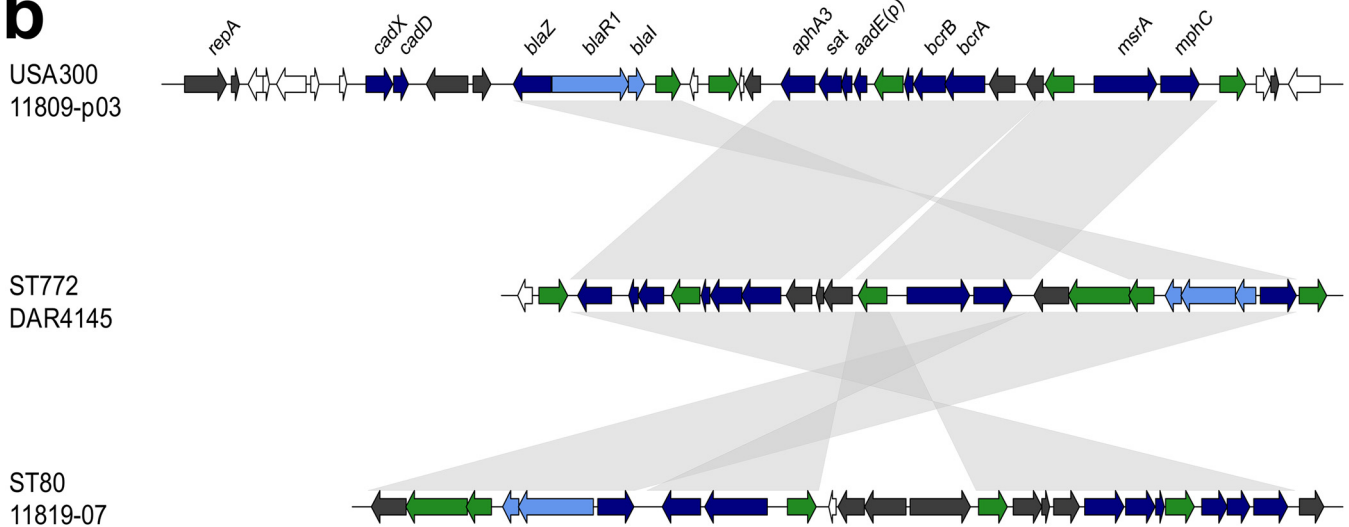 b
repA cadX cadD blaZ blaR1 blaI aphA3 sat aadE(p) bcrB bcrA msrA mphC
USA300
11809-p03
ST772
DAR4145
ST80
11819-07